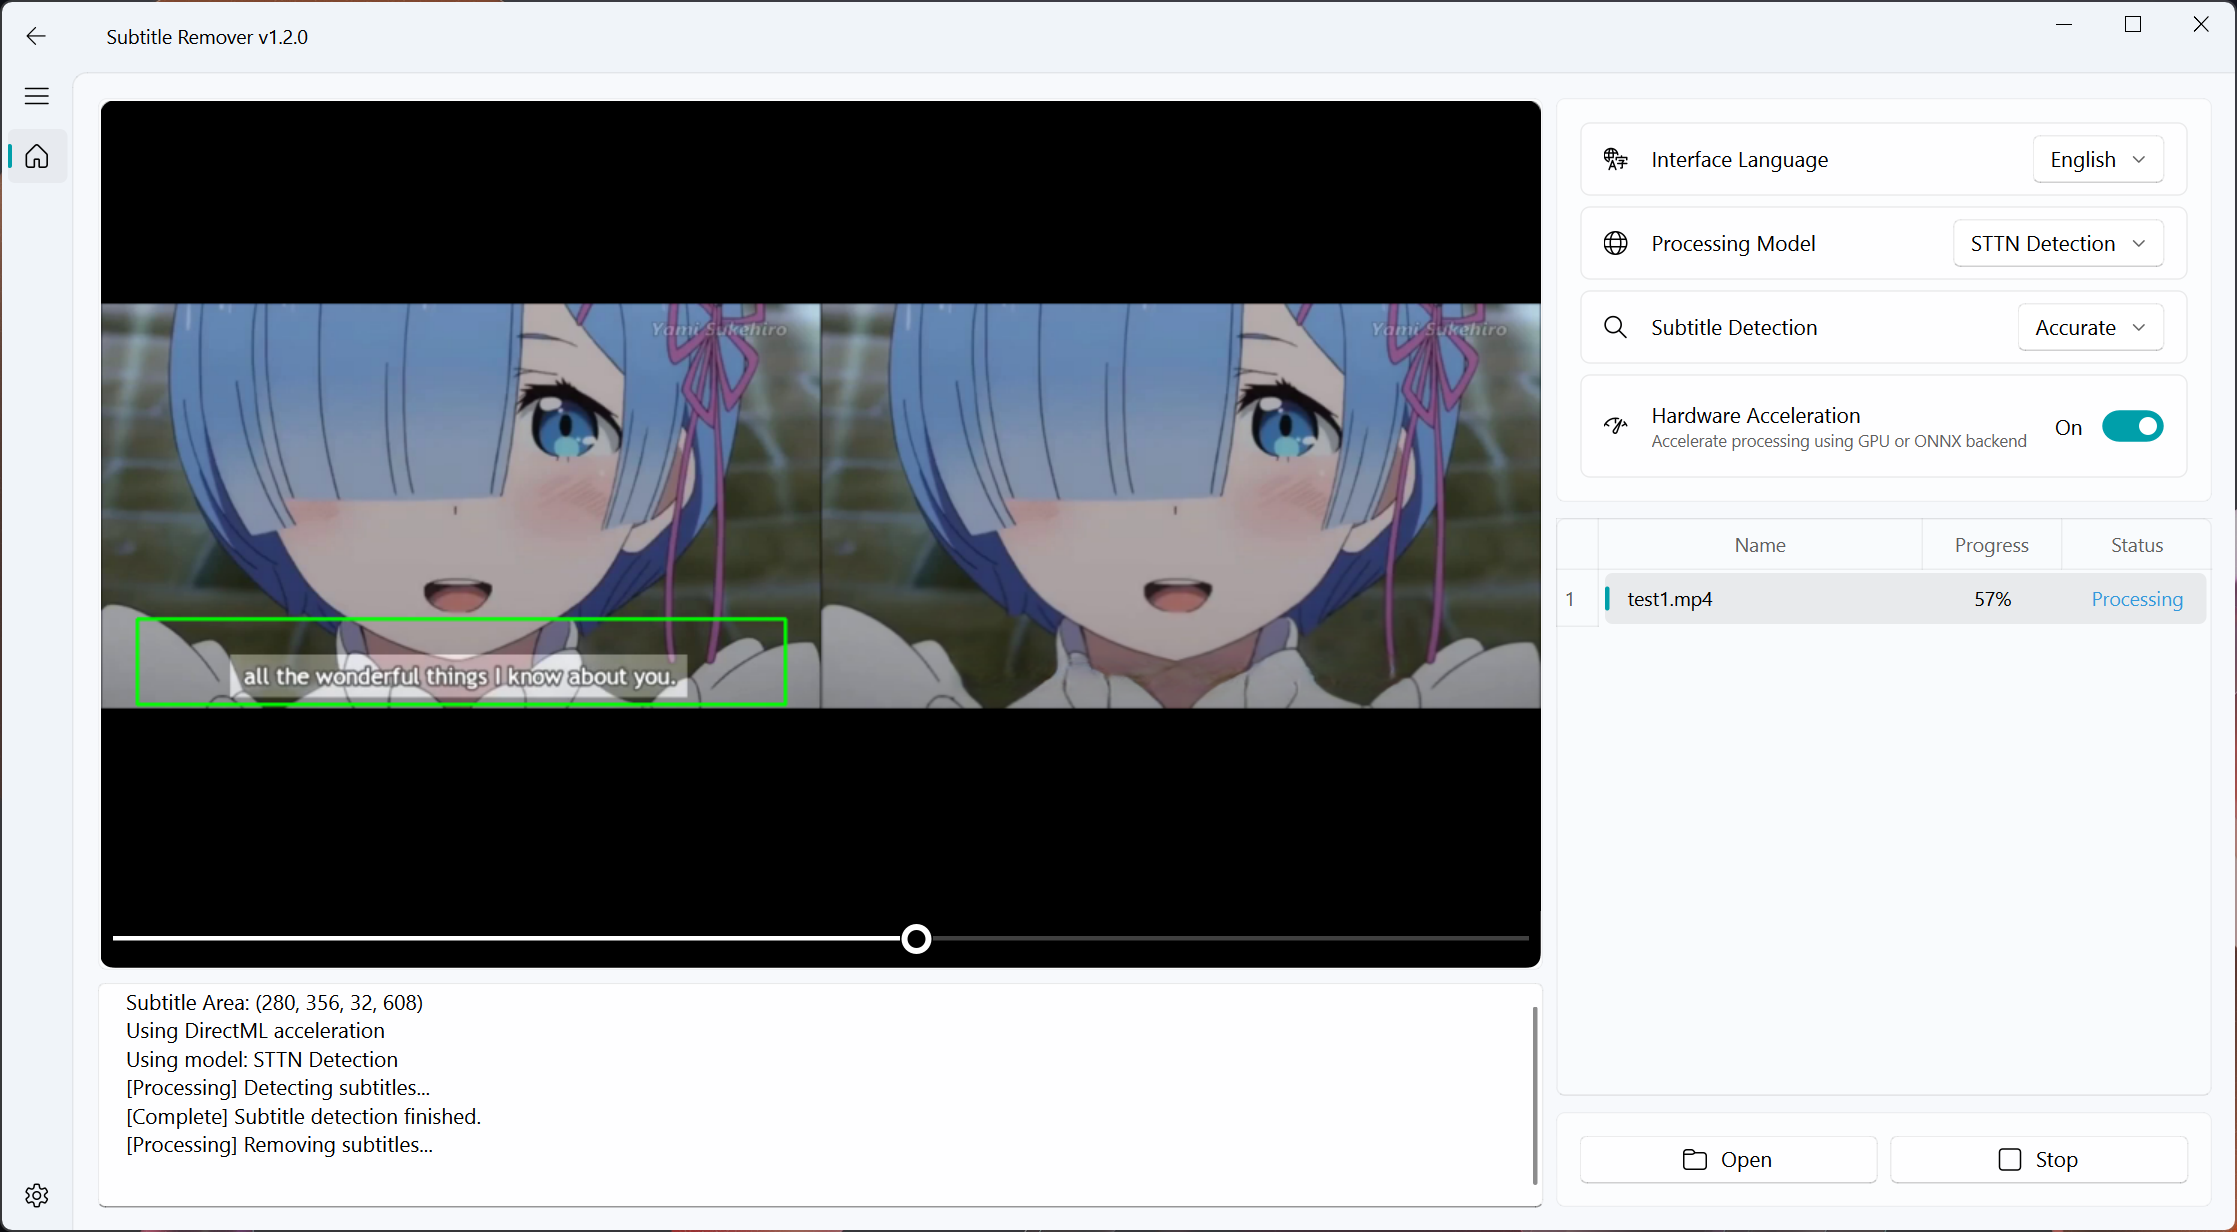 Subtitle Remover v1.2.0
Yami Sukehiro
Yami Sukehiro
all the wonderful things I know about you.
Subtitle Area: (280, 356, 32, 608)
Using DirectML acceleration
Using model: STTN Detection
[Processing] Detecting subtitles...
[Complete] Subtitle detection finished.
[Processing] Removing subtitles...
Interface Language
English
Processing Model
STTN Detection
Subtitle Detection
Accurate
Hardware Acceleration
Accelerate processing using GPU or ONNX backend
On
Name Progress Status
1 test1.mp4 57% Processing
Open
Stop